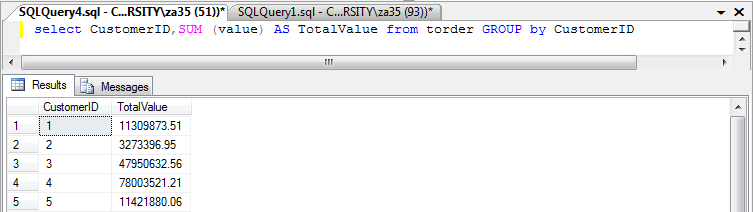 SQLQuery4.sql - C...RSITY\za35 (51))* SQLQuery1.sql - C...RSITY\za35 (93))*
select CustomerID,SUM (value) AS TotalValue from torder GROUP by CustomerID
Results Messages
CustomerID TotalValue
1 1 11309873.51
2 2 3273396.95
3 3 47950632.56
4 4 78003521.21
5 5 11421880.06